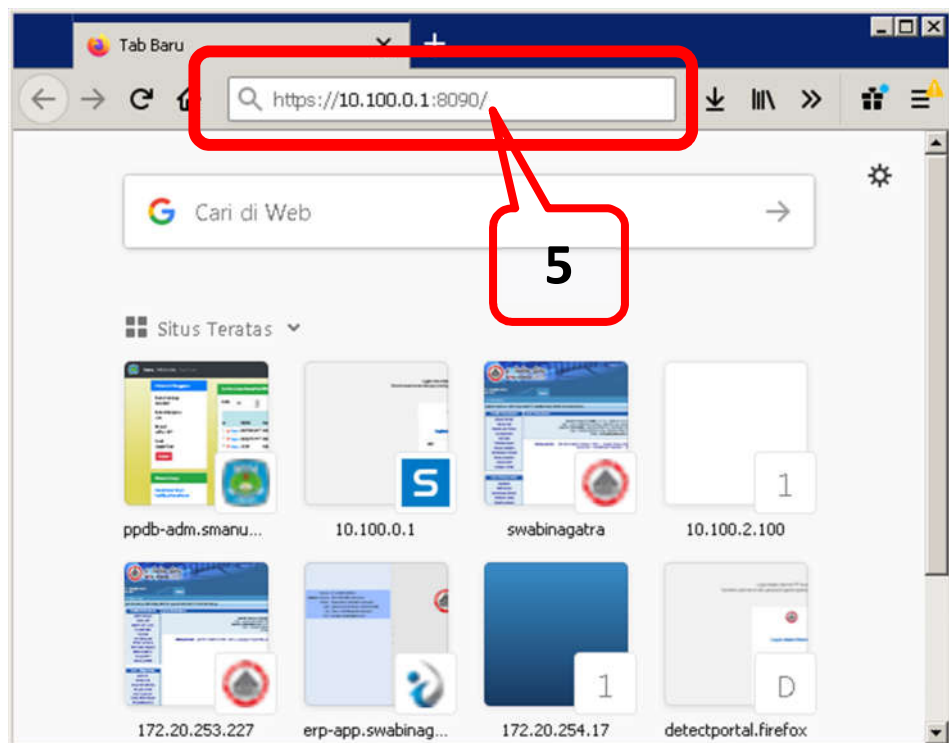 Tab Baru
https://10.100.0.1:8090/
5
Cari di Web
Situs Teratas
S
1
ppdb-adm.smanu...
10.100.0.1
swabinagatra
10.100.2.100
1
D
172.20.253.227
erp-app.swabinag...
172.20.254.17
detectportal.firefox